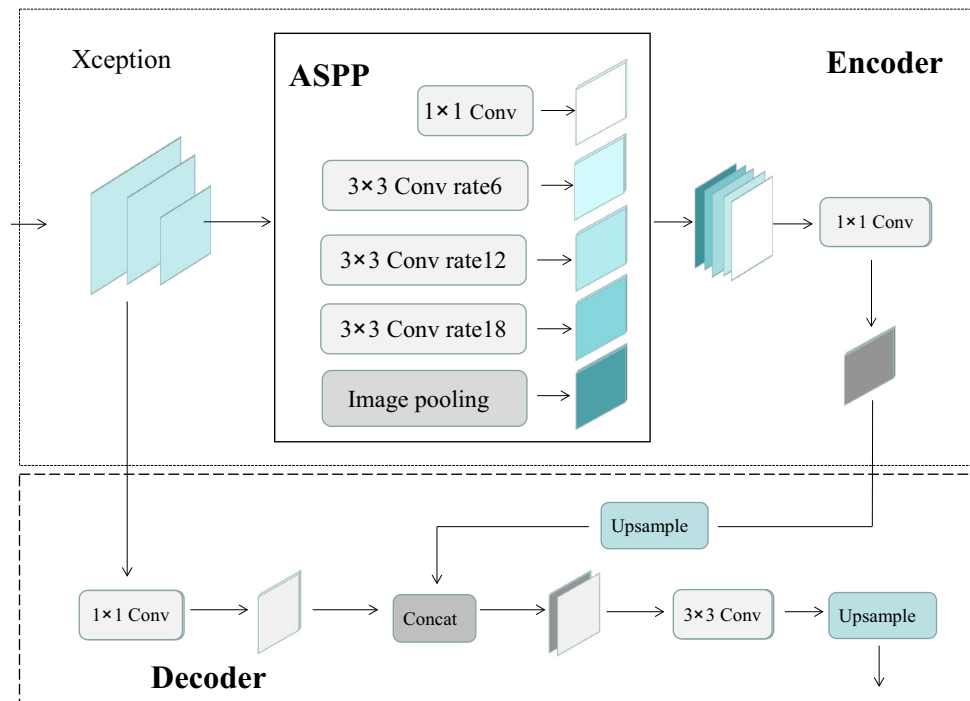 Xception
ASPP
Encoder
1×1 Conv
3×3 Conv rate6
3×3 Conv rate12
3×3 Conv rate18
Image pooling
1×1 Conv
Upsample
1×1 Conv
Concat
3×3 Conv
Upsample
Decoder